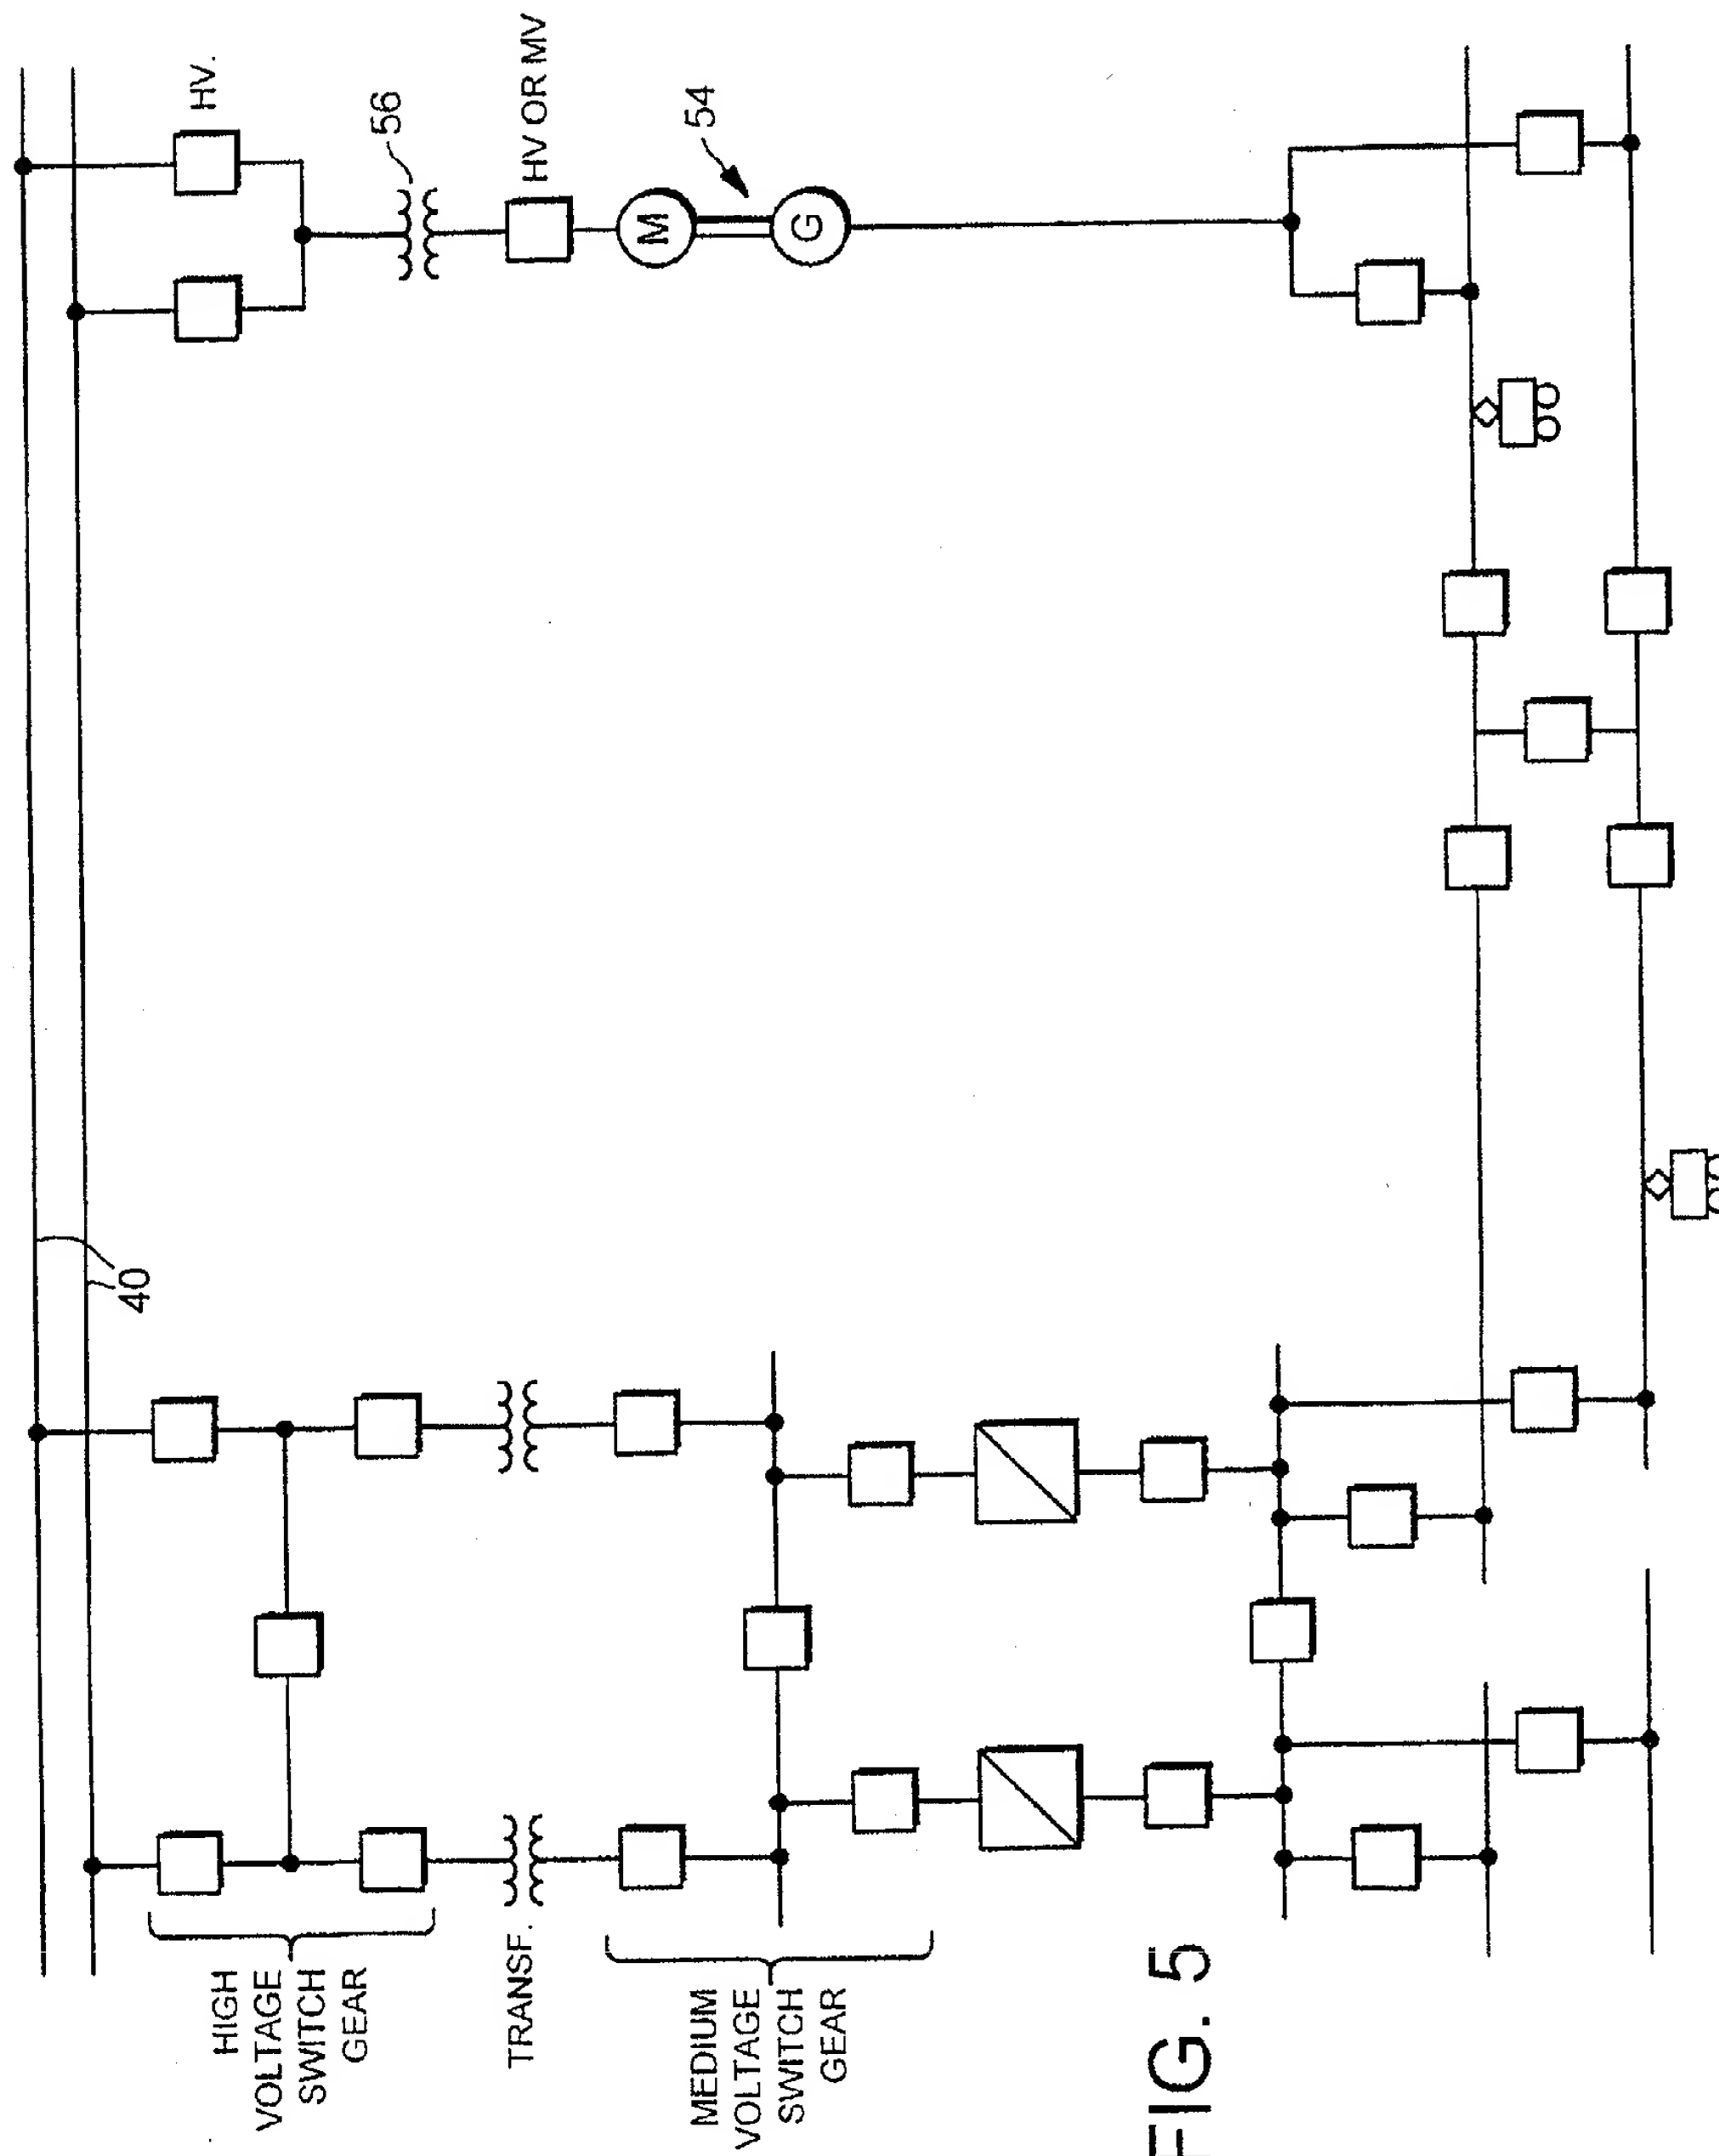 HIGH
VOLTAGE
SWITCH
GEAR
TRANSF.
MEDIUM
VOLTAGE
SWITCH
GEAR
40
HV.
56
HV OR MV
M
54
G
FIG. 5